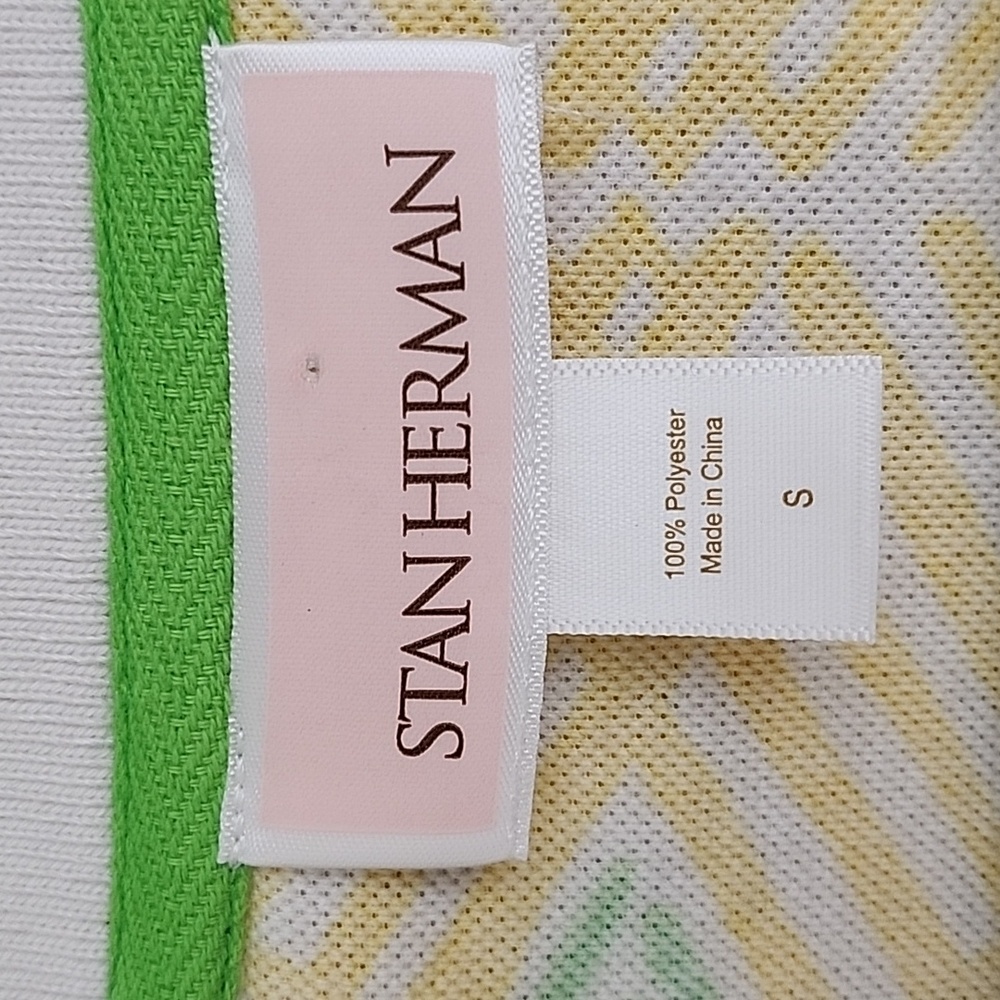 STAN HERMAN
100% Polyester
Made in China
S